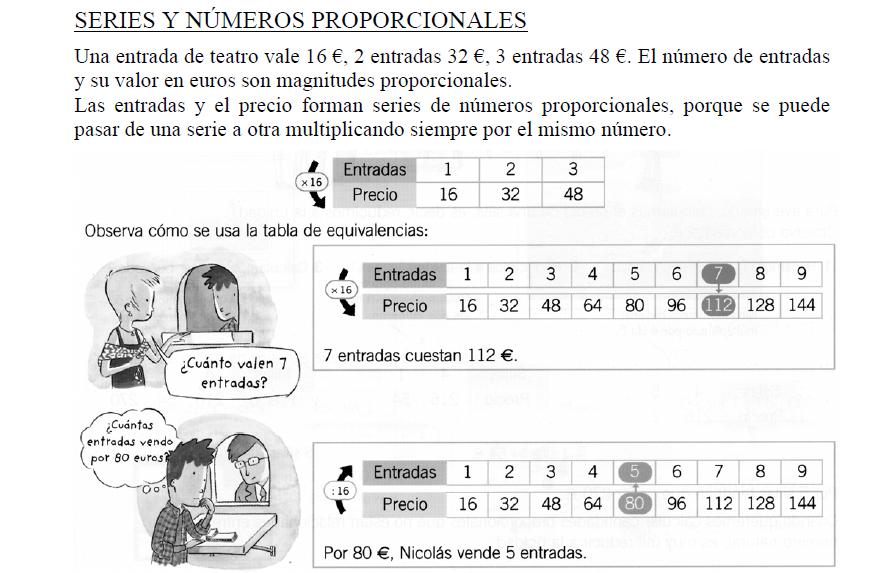 SERIES Y NÚMEROS PROPORCIONALES
Una entrada de teatro vale 16 €, 2 entradas 32 €, 3 entradas 48 €. El número de entradas
y su valor en euros son magnitudes proporcionales.
Las entradas y el precio forman series de números proporcionales, porque se puede
pasar de una serie a otra multiplicando siempre por el mismo número.
x 16
Entradas 1 2 3
Precio 16 32 48
Observa cómo se usa la tabla de equivalencias:
x 16
Entradas 1 2 3 4 5 6 7 8 9
Precio 16 32 48 64 80 96 112 128 144
¿Cuánto valen 7
entradas?
7 entradas cuestan 112 €.
¿Cuántas
entradas vendo
por 80 euros?
: 16
Entradas 1 2 3 4 5 6 7 8 9
Precio 16 32 48 64 80 96 112 128 144
Por 80 €, Nicolás vende 5 entradas.